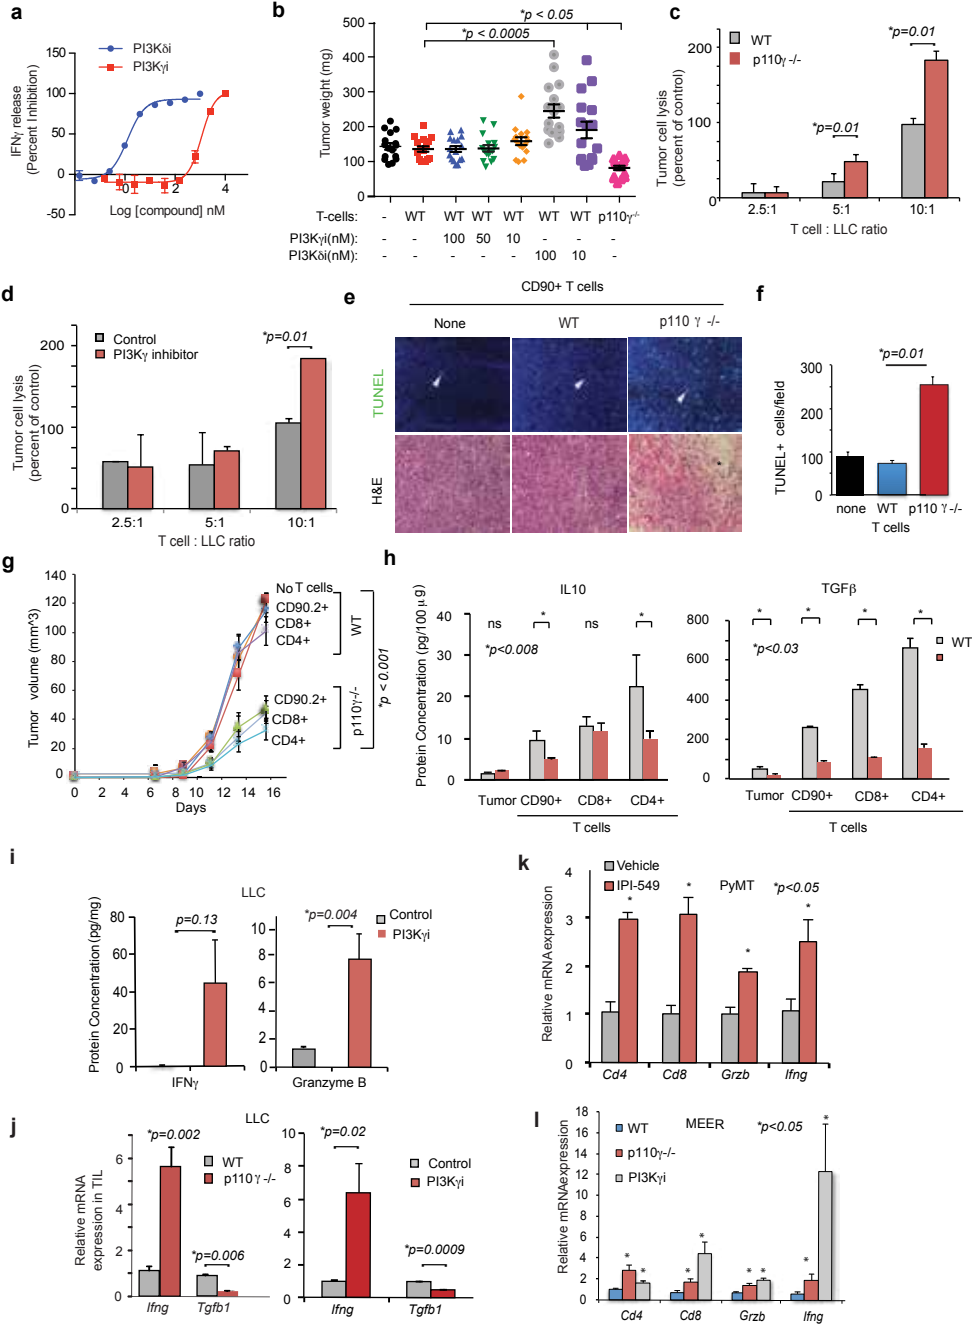 a
PI3Kδi
PI3Kγi
IFNγ release
(Percent Inhibition)
150
100
50
0
-50
0
2
4
Log [compound] nM
b
*p < .05
*p < 0.0005
Tumor weight (mg)
500
400
300
200
100
0
T-cells: - WT WT WT WT WT WT p110γ-/-
PI3Kγi(nM): - - 100 50 10 - - -
PI3Kδi(nM): - - - - - 100 10 -
c
WT
p110γ-/-
*p=0.01
*p=0.01
Tumor cell lysis
(percent of control)
200
100
0
2.5:1 5:1 10:1
T cell : LLC ratio
d
Control
PI3Kγ inhibitor
*p=0.01
Tumor cell lysis
(percent of control)
200
100
50
0
2.5:1 5:1 10:1
T cell : LLC ratio
e
CD90+ T cells
None WT p110 γ -/-
TUNEL
H&E
*
f
*p=0.01
TUNEL+ cells/field
300
200
100
0
none WT p110 γ-/-
T cells
g
Tumor volume (mm^3)
140
120
100
80
60
40
20
0
0 2 4 6 8 10 12 14 16
Days
No T cells
CD90.2+
CD8+
CD4+
WT
CD90.2+
CD8+
CD4+
p110γ-/-
*p < 0.001
h
IL10
Protein Concentration (pg/100 μg)
40
30
20
10
0
ns * ns *
*p<0.008
Tumor CD90+ CD8+ CD4+
T cells
TGFβ
800
600
400
200
0
* * * *
*p<0.03
WT
Tumor CD90+ CD8+ CD4+
T cells
i
LLC
Protein Concentration (pg/mg)
80
60
40
20
0
p=0.13
IFNγ
10
8
6
4
2
0
*p=0.004
Control
PI3Kγi
Granzyme B
k
Vehicle
IPI-549
PyMT
*p<0.05
Relative mRNA expression
4
3
2
1
0
* * * *
Cd4 Cd8 Grzb Ifng
j
LLC
*p=0.002
WT
p110γ-/-
*p=0.006
Relative mRNA
expression in TIL
6
4
2
0
Ifng Tgfb1
10
8
6
4
2
0
*p=0.02
Control
PI3Kγi
*p=0.0009
Ifng Tgfb1
l
WT
p110γ-/-
PI3Kγi
MEER
*p<0.05
Relative mRNA expression
18
16
14
12
10
8
6
4
2
0
* * * * * * * *
Cd4 Cd8 Grzb Ifng